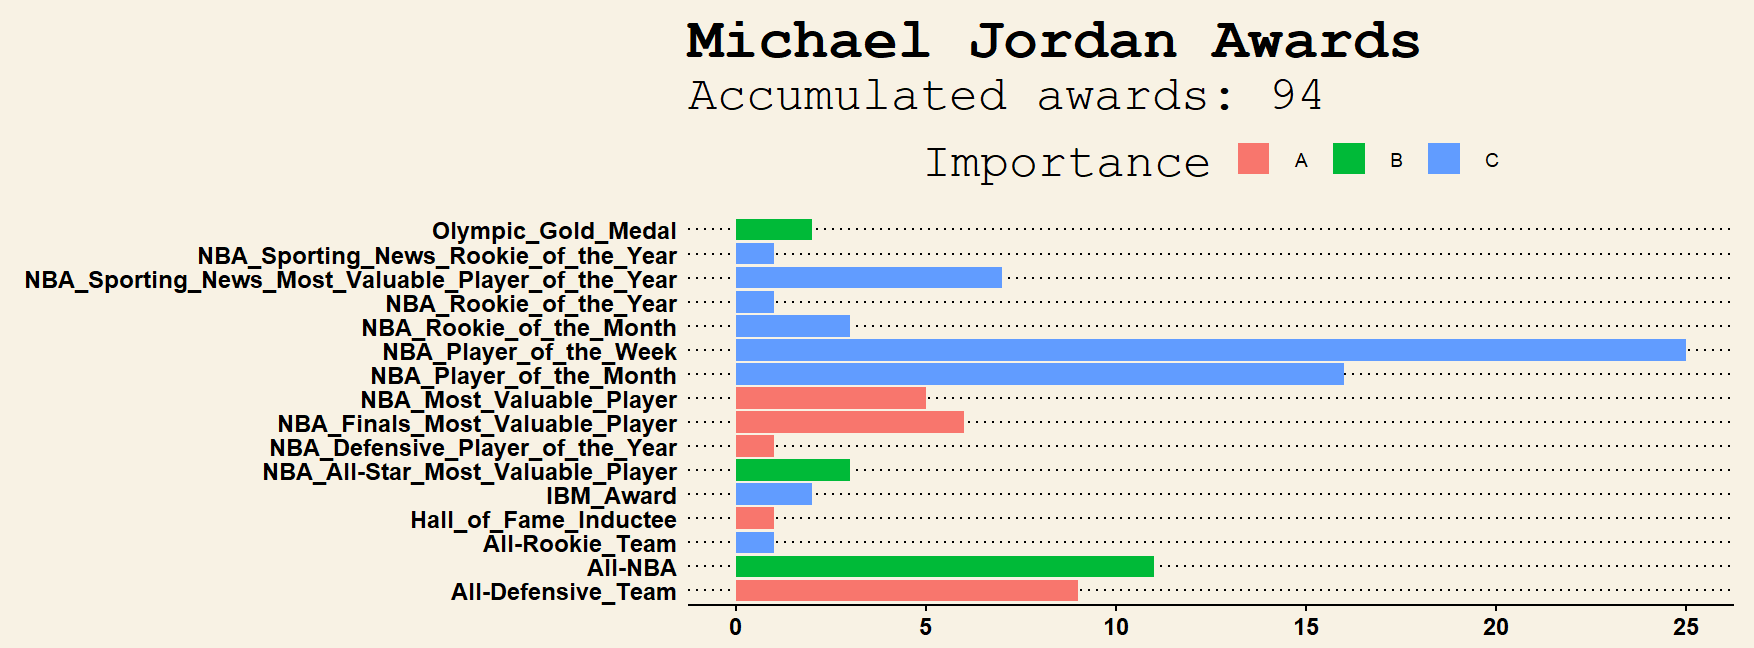 Michael Jordan Awards
Accumulated awards: 94
Importance A B C
Olympic_Gold_Medal
NBA_Sporting_News_Rookie_of_the_Year
NBA_Sporting_News_Most_Valuable_Player_of_the_Year
NBA_Rookie_of_the_Year
NBA_Rookie_of_the_Month
NBA_Player_of_the_Week
NBA_Player_of_the_Month
NBA_Most_Valuable_Player
NBA_Finals_Most_Valuable_Player
NBA_Defensive_Player_of_the_Year
NBA_All-Star_Most_Valuable_Player
IBM_Award
Hall_of_Fame_Inductee
All-Rookie_Team
All-NBA
All-Defensive_Team
0 5 10 15 20 25